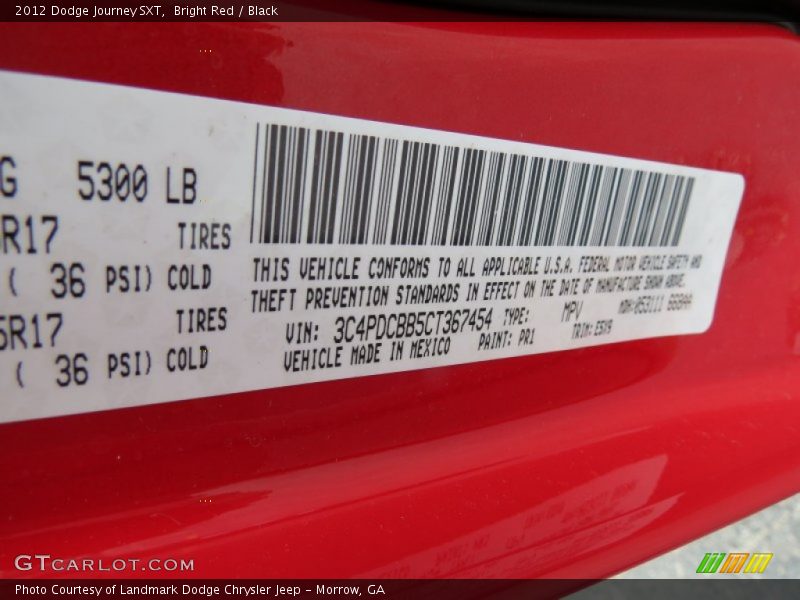 2012 Dodge Journey SXT,  Bright Red / Black
G 5300 LB
R17 TIRES
( 36 PSI) COLD
5R17 TIRES
( 36 PSI) COLD
THIS VEHICLE CONFORMS TO ALL APPLICABLE U.S.A. FEDERAL MOTOR VEHICLE SAFETY AND
THEFT PREVENTION STANDARDS IN EFFECT ON THE DATE OF MANUFACTURE SHOWN ABOVE.
VIN: 3C4PDCBB5CT367454 TYPE: MPV MDH:053111
VEHICLE MADE IN MEXICO PAINT: PR1 TRIM: E5X9
GTCARLOT.COM
Photo Courtesy of Landmark Dodge Chrysler Jeep - Morrow, GA